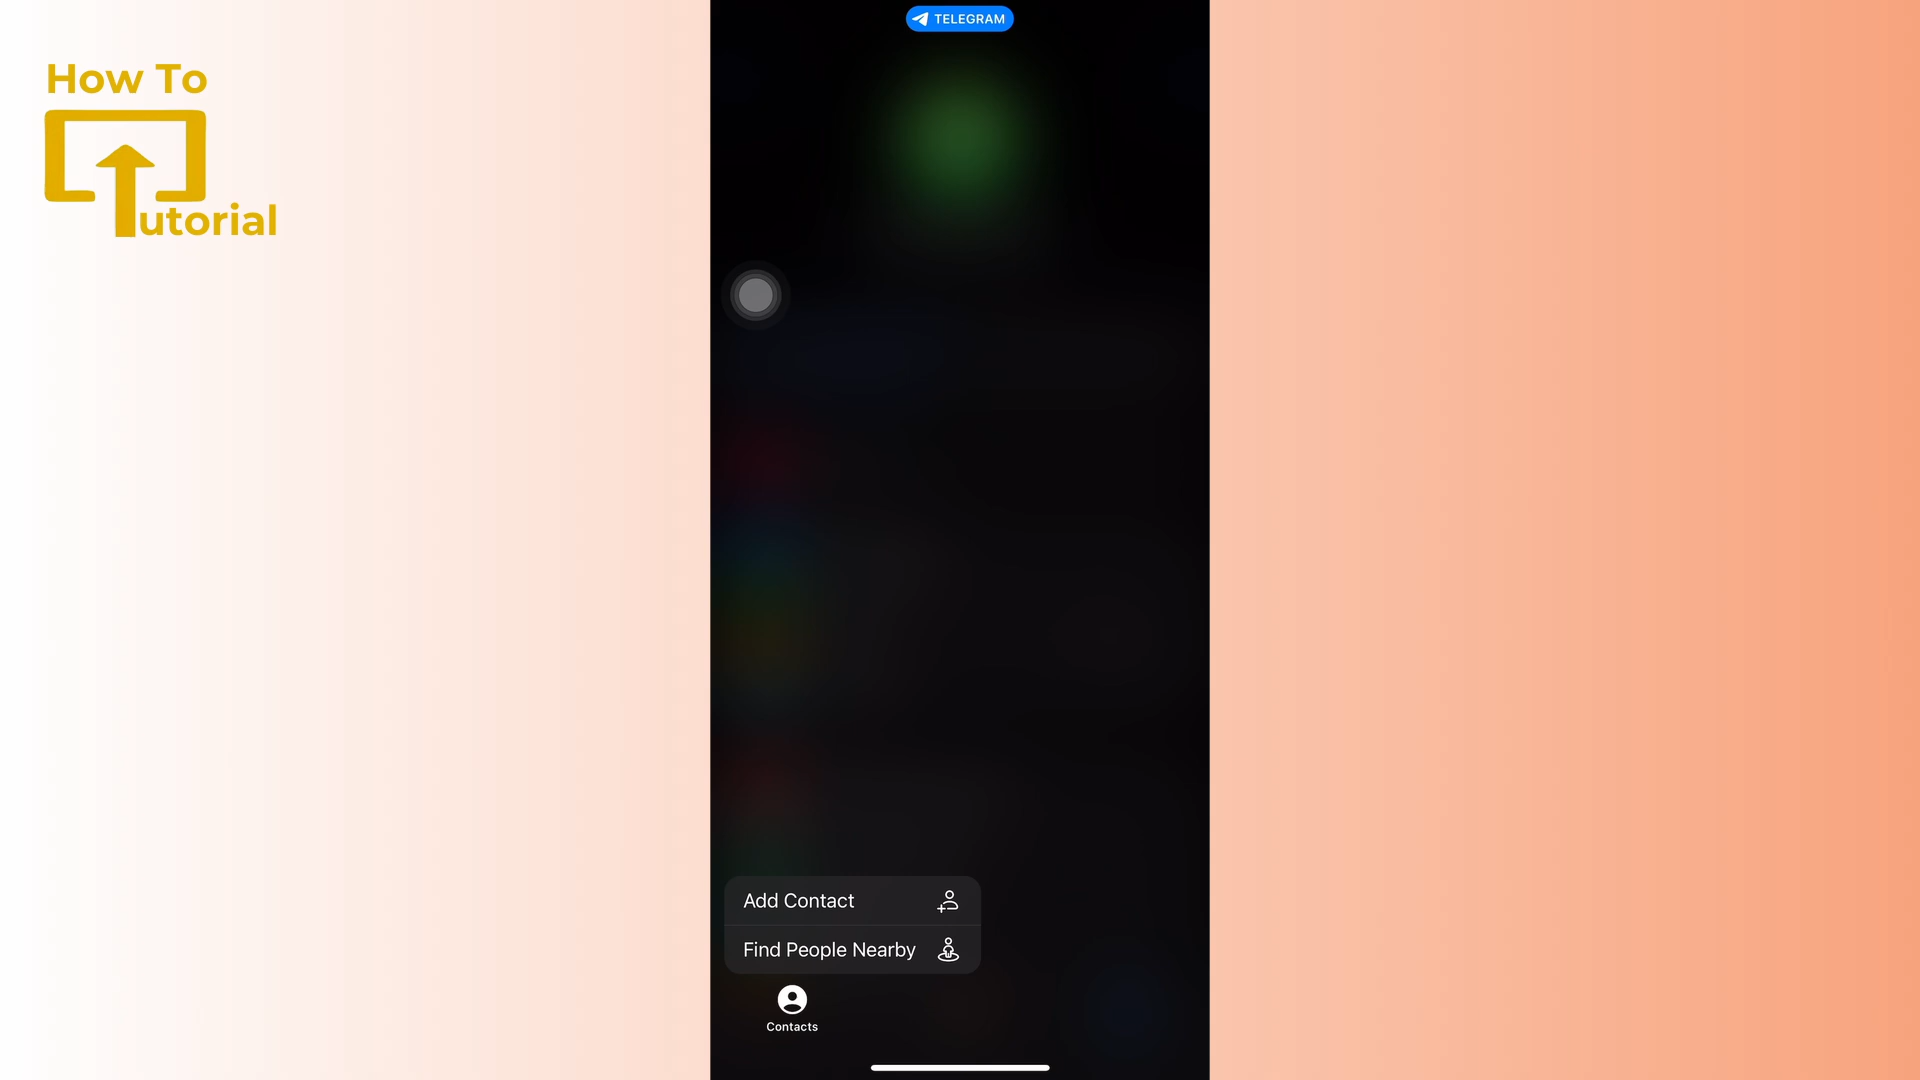 How To
Tutorial
TELEGRAM
Add Contact
Find People Nearby
Contacts